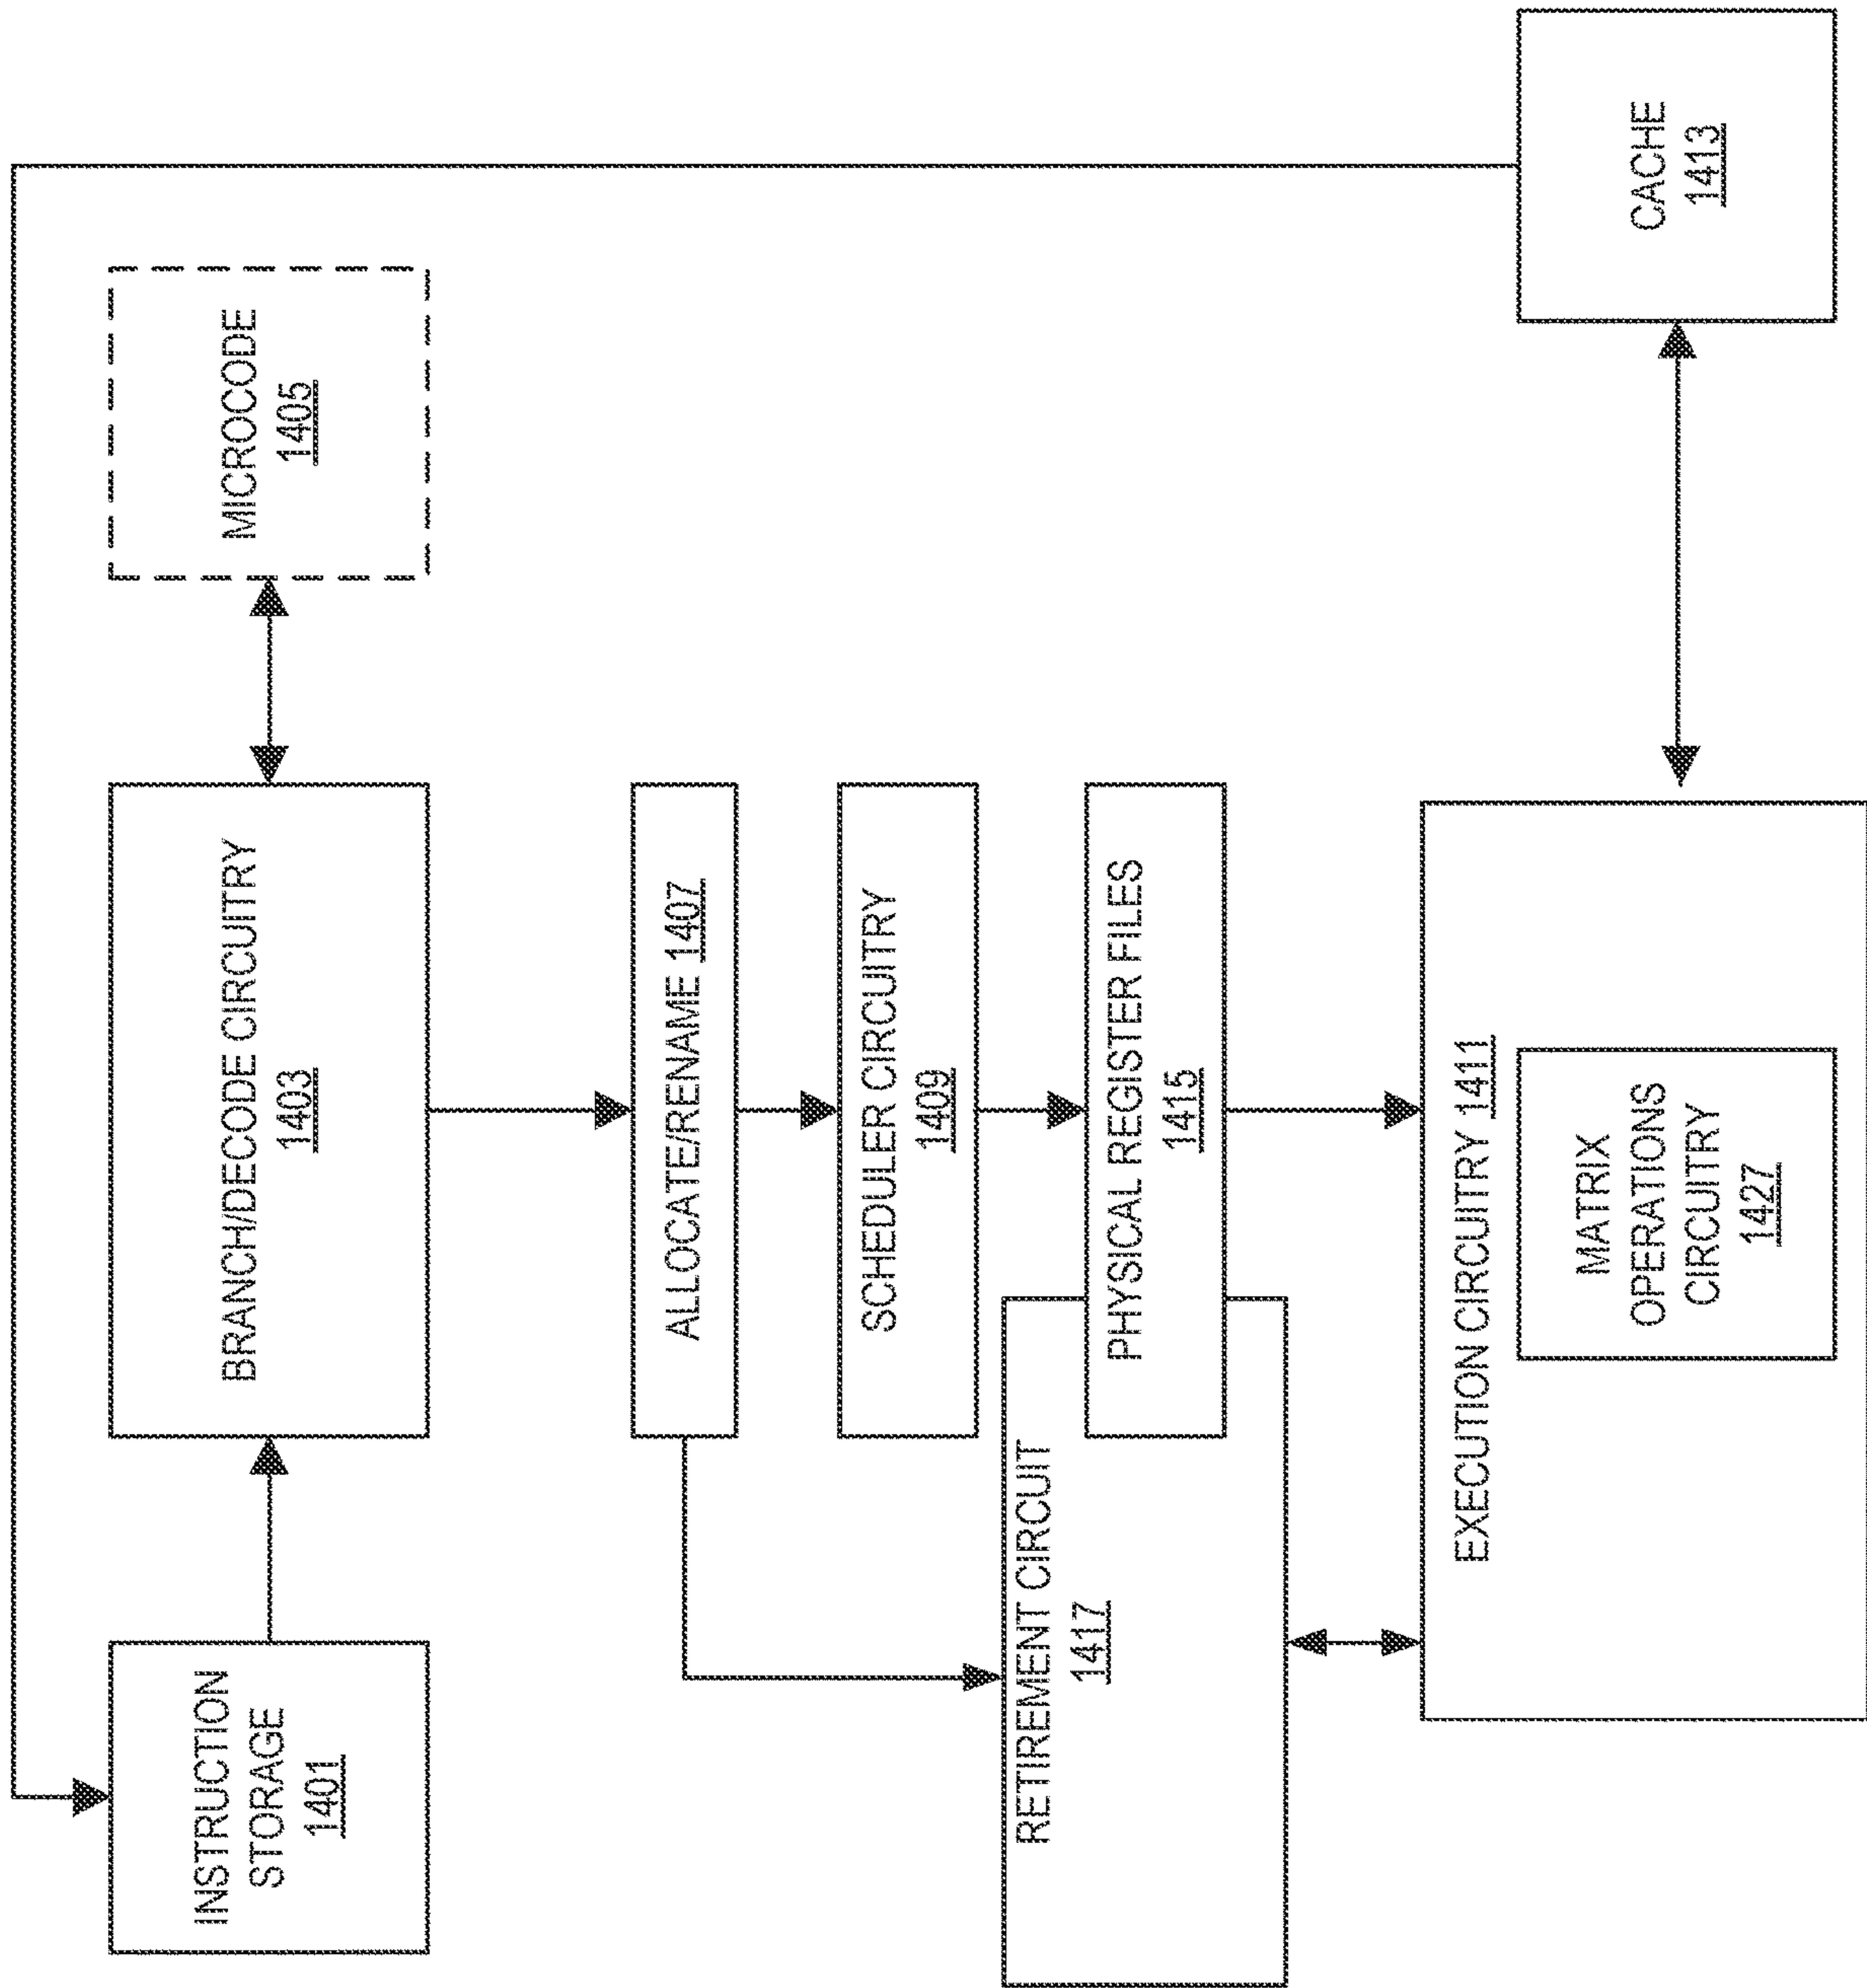 INSTRUCTION
STORAGE
1401
BRANCH/DECODE CIRCUITRY
1403
MICROCODE
1405
ALLOCATE/RENAME 1407
SCHEDULER CIRCUITRY
1409
RETIREMENT CIRCUIT
1417
PHYSICAL REGISTER FILES
1415
EXECUTION CIRCUITRY 1411
MATRIX
OPERATIONS
CIRCUITRY
1427
CACHE
1413